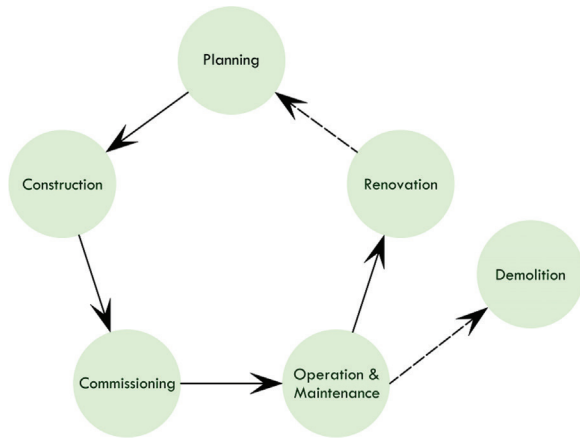 Planning
Construction
Renovation
Demolition
Commissioning
Operation &
Maintenance